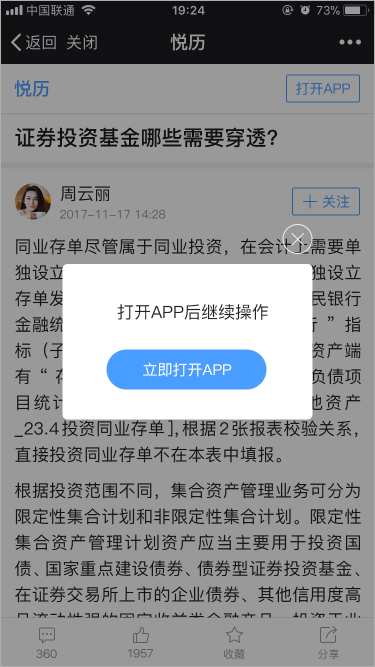 中国联通 19:24 73%
返回 关闭 悦历
悦历 打开APP
证券投资基金哪些需要穿透?
周云丽
2017-11-17 14:28
关注
同业存单尽管属于同业投资，在会计上需要单
独设立
存单发
金融统
标（子
有“存
目统计
_23.4投资同业存单],根据2张报表校验关系，
直接投资同业存单不在本表中填报。
独设立
民银行
行”指
资产端
负债项
他资产
打开APP后继续操作
立即打开APP
根据投资范围不同，集合资产管理业务可分为
限定性集合计划和非限定性集合计划。限定性
集合资产管理计划资产应当主要用于投资国
债、国家重点建设债券、债券型证券投资基金、
在证券交易所上市的企业债券、其他信用度高
360 1957 收藏 分享